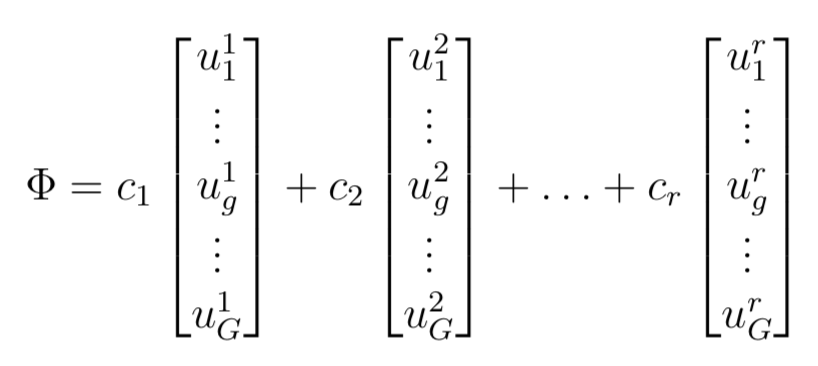 $$\Phi = c_1 \begin{bmatrix} u_1^1 \\ \vdots \\ u_g^1 \\ \vdots \\ u_G^1 \end{bmatrix} + c_2 \begin{bmatrix} u_1^2 \\ \vdots \\ u_g^2 \\ \vdots \\ u_G^2 \end{bmatrix} + \ldots + c_r \begin{bmatrix} u_1^r \\ \vdots \\ u_g^r \\ \vdots \\ u_G^r \end{bmatrix}$$